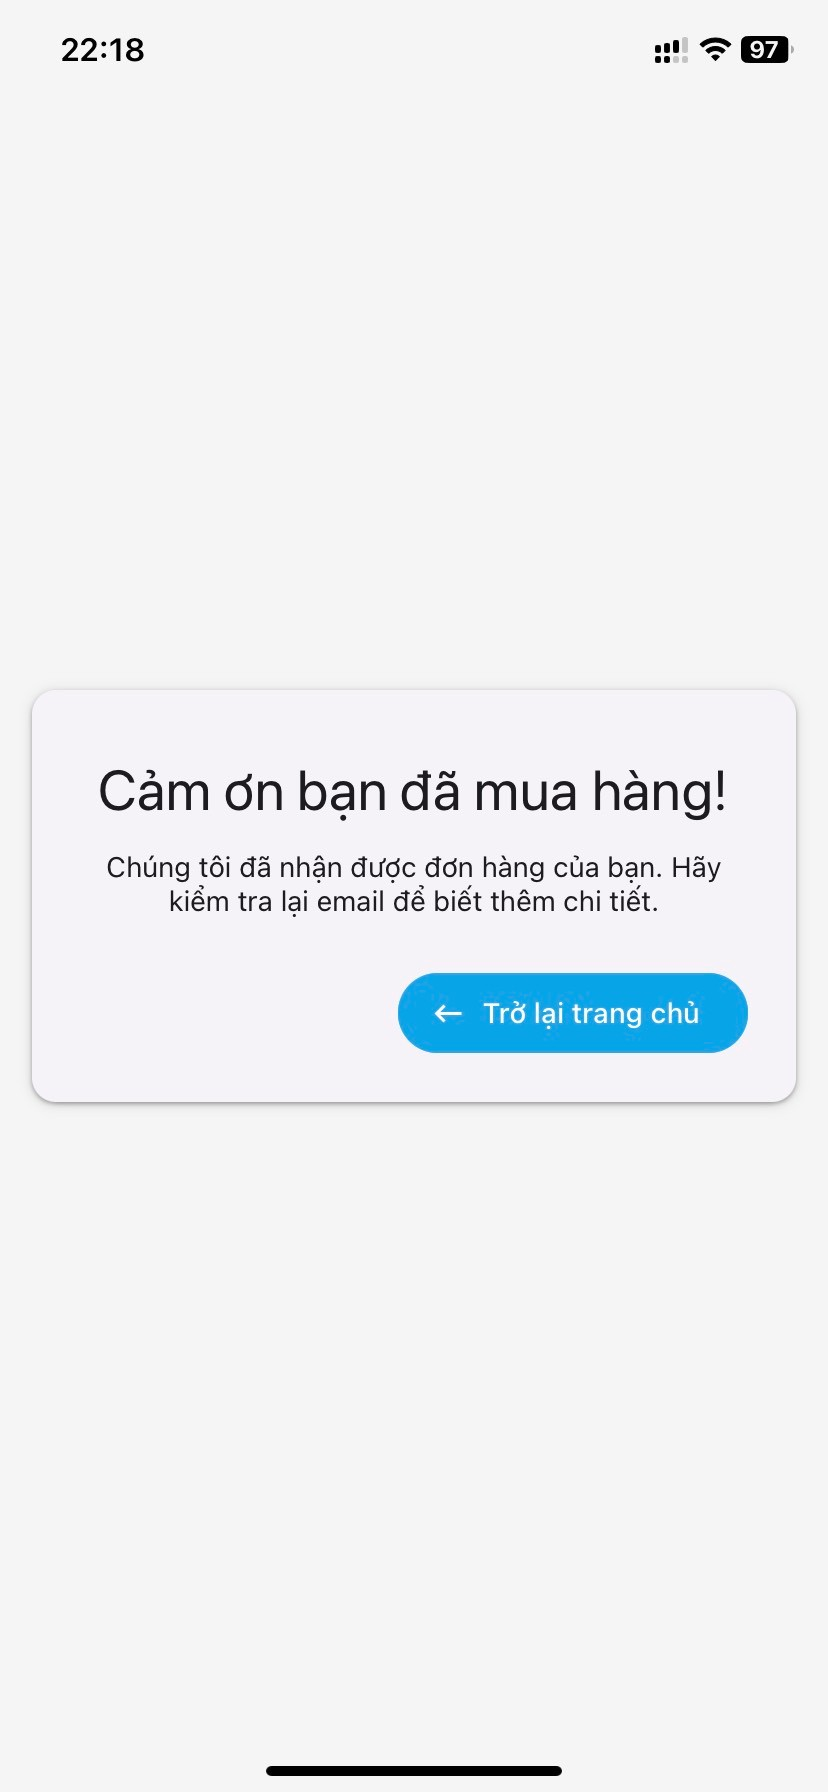 22:18
97
Cảm ơn bạn đã mua hàng!
Chúng tôi đã nhận được đơn hàng của bạn. Hãy
kiểm tra lại email để biết thêm chi tiết.
← Trở lại trang chủ